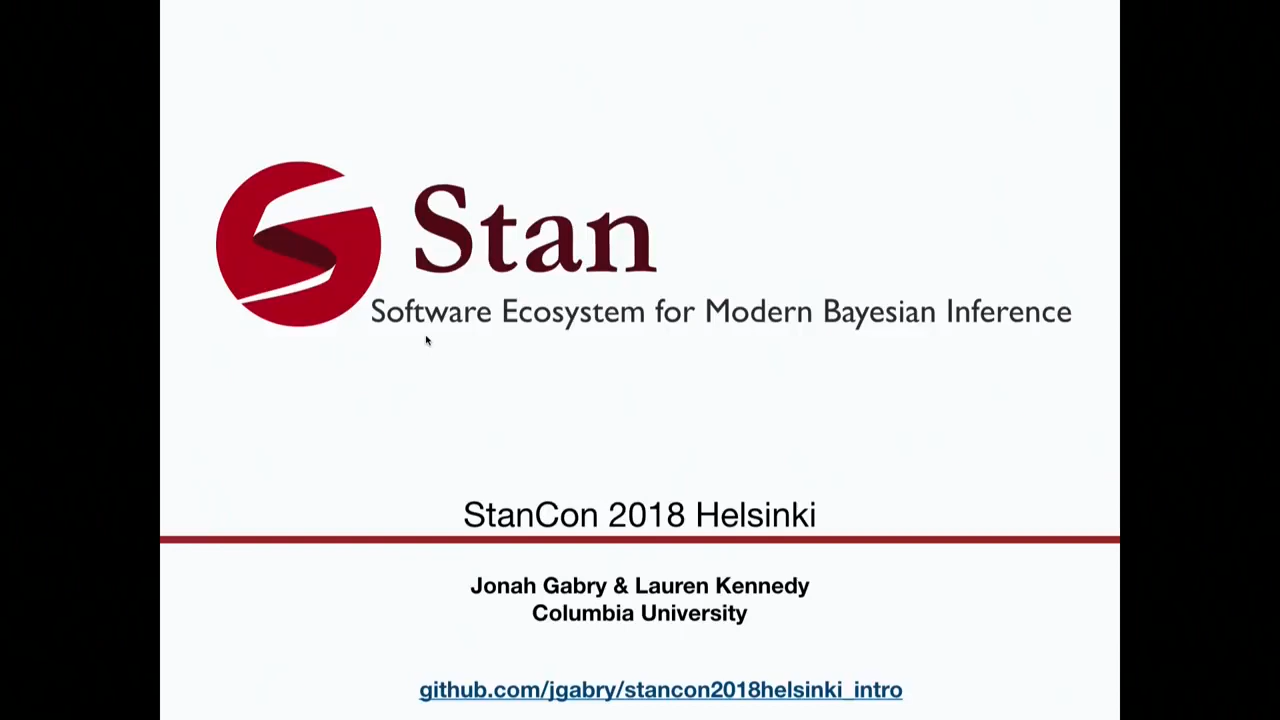 Stan
Software Ecosystem for Modern Bayesian Inference
StanCon 2018 Helsinki
Jonah Gabry & Lauren Kennedy
Columbia University
github.com/jgabry/stancon2018helsinki_intro